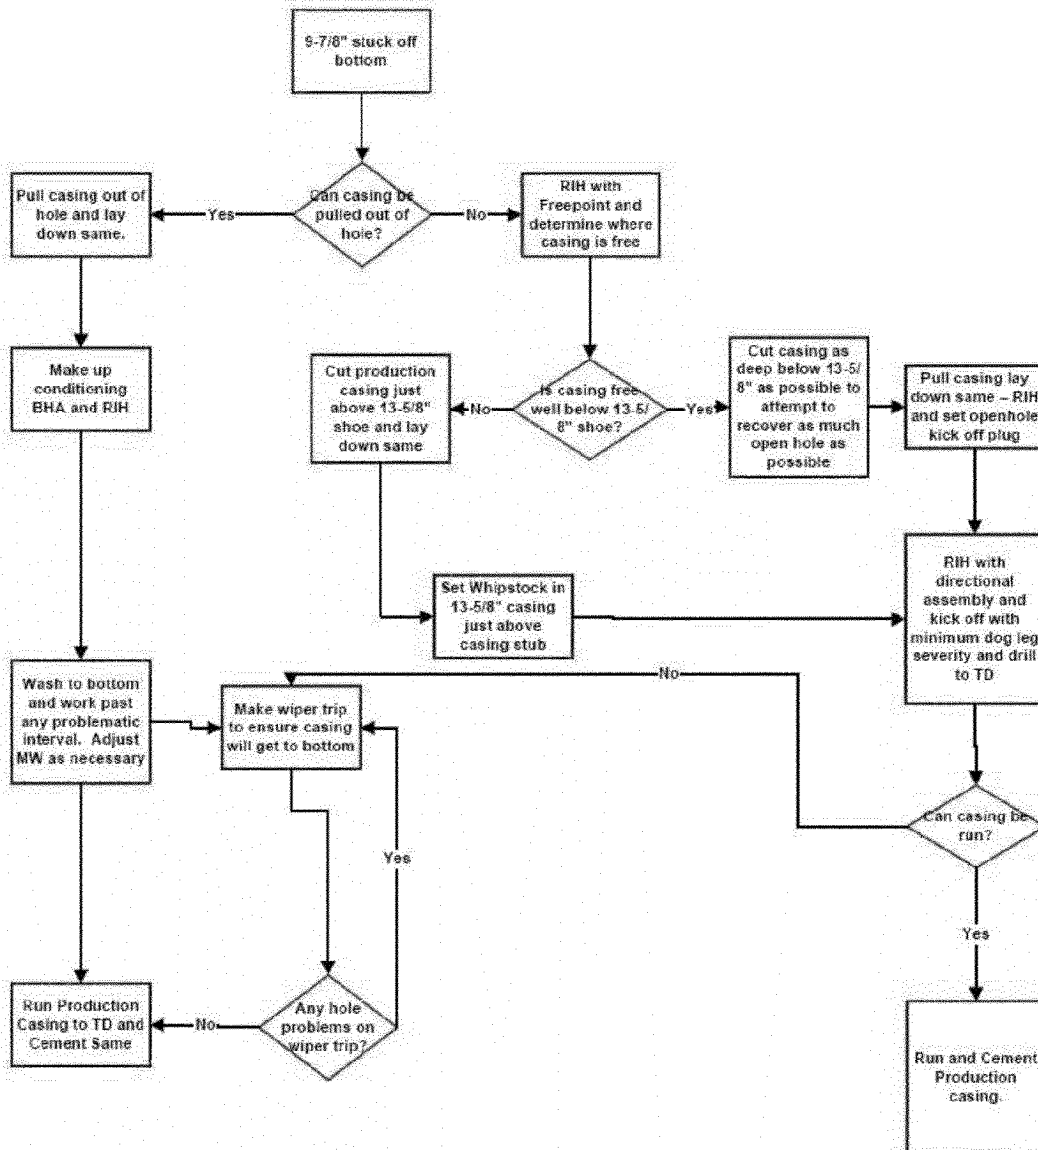 9-7/8" stuck off
bottom
Can casing be
pulled out of
hole?
Yes
No
Pull casing out of
hole and lay
down same.
RIH with
Freepoint and
determine where
casing is free
Make up
conditioning
BHA and RIH
Cut production
casing just
above 13-5/8"
shoe and lay
down same
No
Is casing free
well below 13-5/
8" shoe?
Yes
Cut casing as
deep below 13-5/
8" as possible to
attempt to
recover as much
open hole as
possible
Pull casing lay
down same – RIH
and set openhole
kick off plug
Set Whipstock in
13-5/8" casing
just above
casing stub
RIH with
directional
assembly and
kick off with
minimum dog leg
severity and drill
to TD
Wash to bottom
and work past
any problematic
interval. Adjust
MW as necessary
Make wiper trip
to ensure casing
will get to bottom
No
Can casing be
run?
Yes
Yes
Run Production
Casing to TD and
Cement Same
No
Any hole
problems on
wiper trip?
Run and Cement
Production
casing.